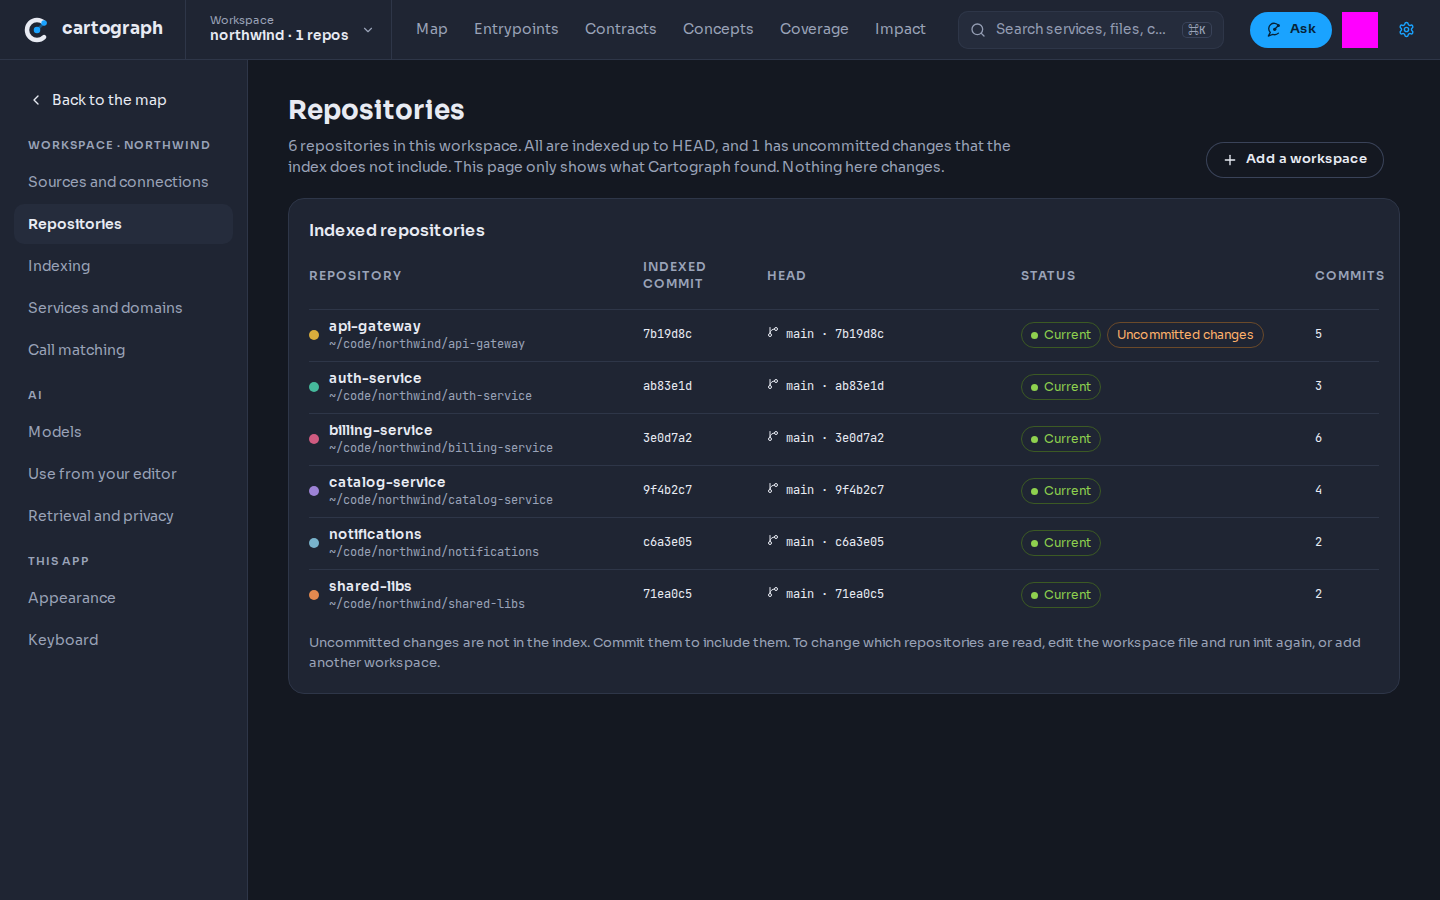 cartograph
Workspace
northwind · 1 repos
Map
Entrypoints
Contracts
Concepts
Coverage
Impact
Search services, files, c...
⌘K
Ask
Back to the map
WORKSPACE · NORTHWIND
Sources and connections
Repositories
Indexing
Services and domains
Call matching
AI
Models
Use from your editor
Retrieval and privacy
THIS APP
Appearance
Keyboard
Repositories
6 repositories in this workspace. All are indexed up to HEAD, and 1 has uncommitted changes that the
index does not include. This page only shows what Cartograph found. Nothing here changes.
Add a workspace
Indexed repositories
REPOSITORY
INDEXED
COMMIT
HEAD
STATUS
COMMITS
api-gateway
~/code/northwind/api-gateway
7b19d8c
main · 7b19d8c
Current
Uncommitted changes
5
auth-service
~/code/northwind/auth-service
ab83e1d
main · ab83e1d
Current
3
billing-service
~/code/northwind/billing-service
3e0d7a2
main · 3e0d7a2
Current
6
catalog-service
~/code/northwind/catalog-service
9f4b2c7
main · 9f4b2c7
Current
4
notifications
~/code/northwind/notifications
c6a3e05
main · c6a3e05
Current
2
shared-libs
~/code/northwind/shared-libs
71ea0c5
main · 71ea0c5
Current
2
Uncommitted changes are not in the index. Commit them to include them. To change which repositories are read, edit the workspace file and run init again, or add
another workspace.